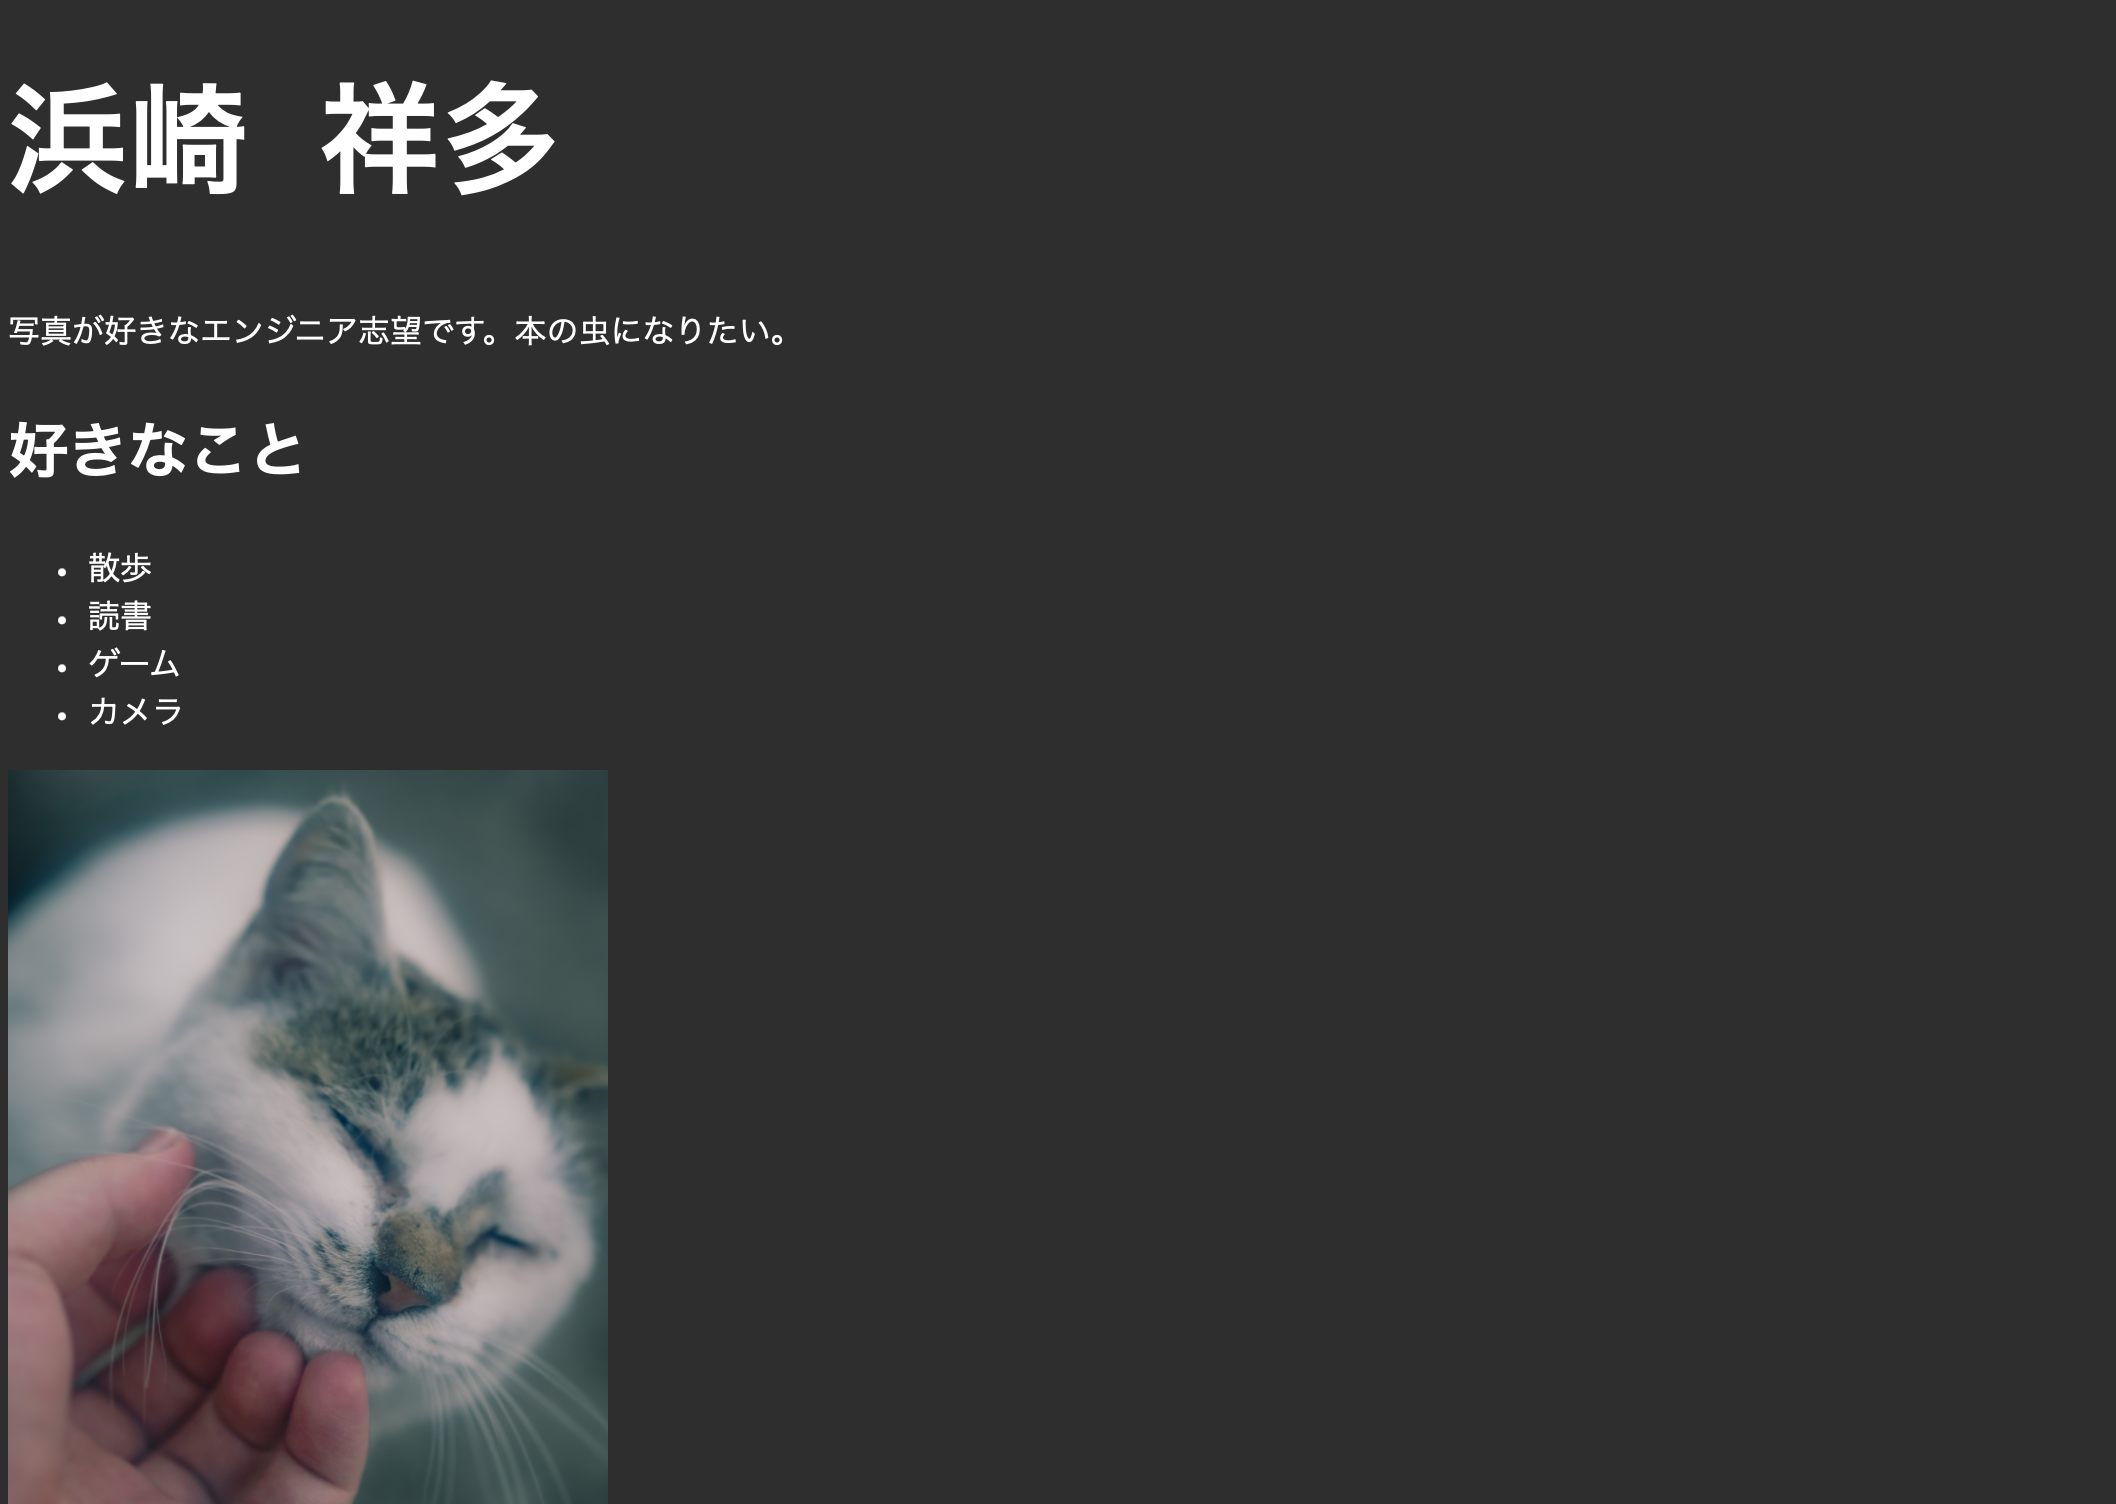 浜崎 祥多
写真が好きなエンジニア志望です。本の虫になりたい。
好きなこと
• 散歩
• 読書
• ゲーム
• カメラ